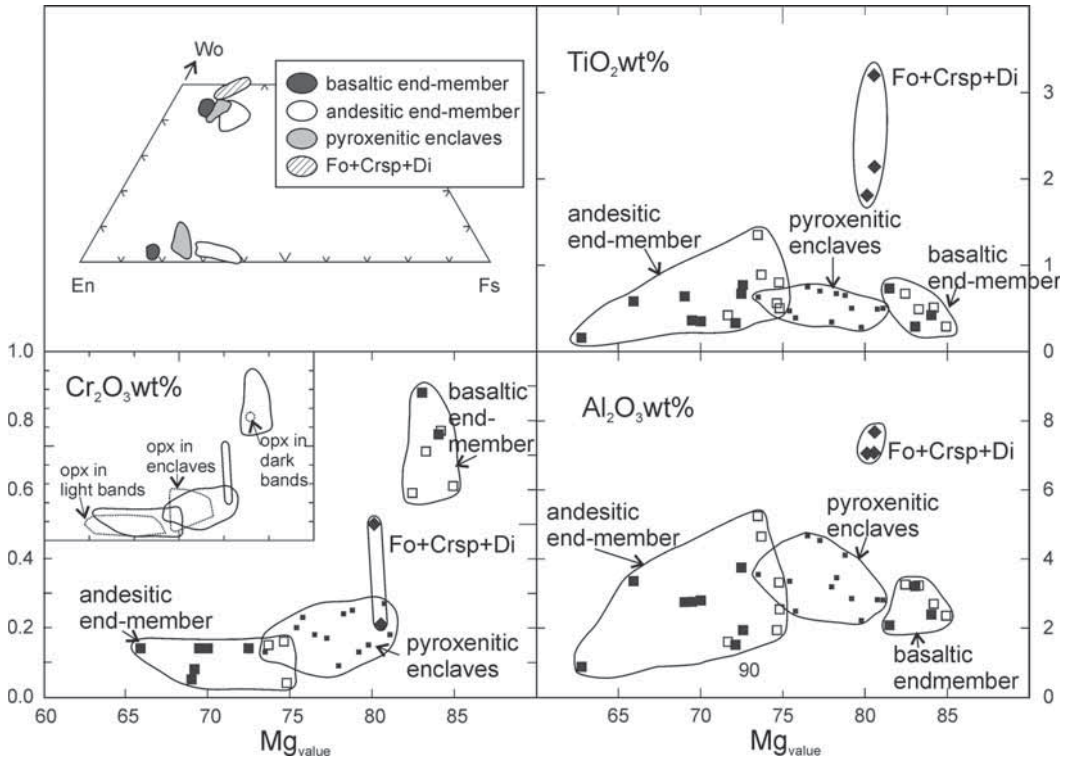 Wo
basaltic end-member
andesitic end-member
pyroxenitic enclaves
Fo+Crsp+Di
En
Fs
TiO₂wt%
Fo+Crsp+Di
andesitic
end-member
pyroxenitic
enclaves
basaltic
end-member
65
70
75
80
85
3
2
1
0
1.0
0.8
0.6
0.4
0.2
0.0
Cr₂O₃wt%
opx in
light bands
opx in
enclaves
opx in
dark
bands
basaltic
end-
member
Fo+Crsp+Di
andesitic
end-member
pyroxenitic
enclaves
60
65
70
75
80
85
Mgvalue
Al₂O₃wt%
Fo+Crsp+Di
andesitic
end-member
pyroxenitic
enclaves
basaltic
endmember
90
8
6
4
2
0
65
70
75
80
85
Mgvalue